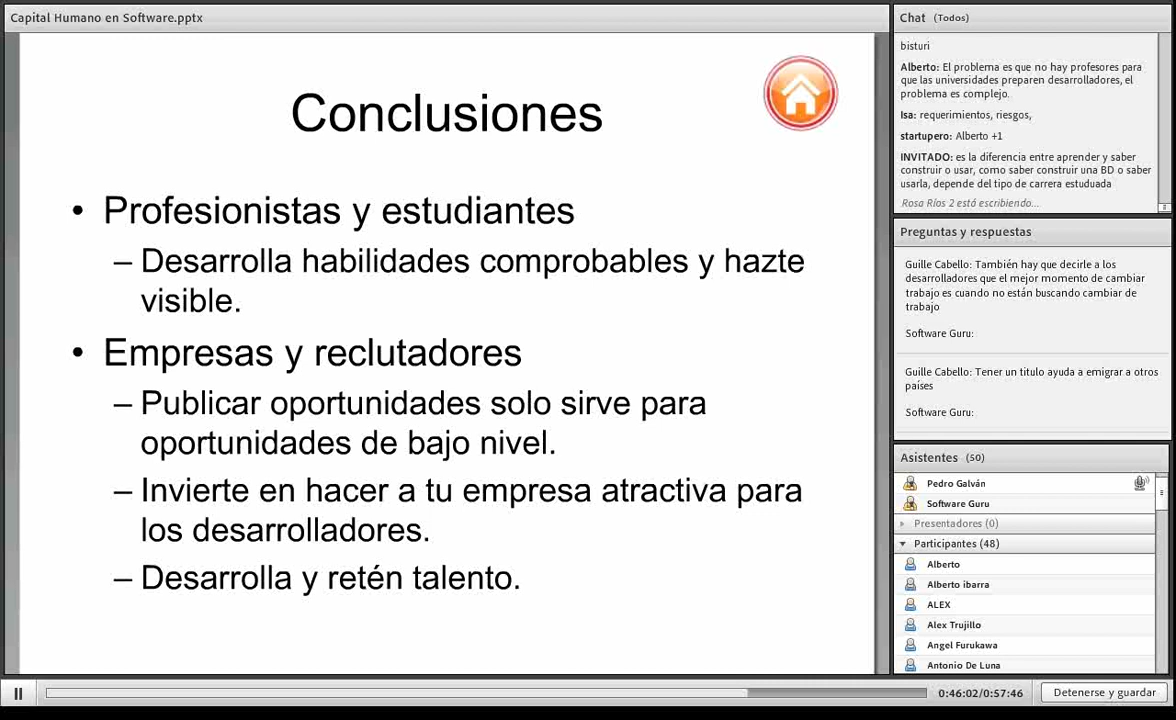 Capital Humano en Software.pptx
Conclusiones
• Profesionistas y estudiantes
– Desarrolla habilidades comprobables y hazte
visible.
• Empresas y reclutadores
– Publicar oportunidades solo sirve para
oportunidades de bajo nivel.
– Invierte en hacer a tu empresa atractiva para
los desarrolladores.
– Desarrolla y retén talento.
Chat (Todos)
bisturi
Alberto: El problema es que no hay profesores para
que las universidades preparen desarrolladores, el
problema es complejo.
Isa: requerimientos, riesgos,
startupero: Alberto +1
INVITADO: es la diferencia entre aprender y saber
construir o usar, como saber construir una BD o saber
usarla, depende del tipo de carrera estuduada
Rosa Ríos 2 está escribiendo...
Preguntas y respuestas
Guille Cabello: También hay que decirle a los
desarrolladores que el mejor momento de cambiar
trabajo es cuando no están buscando cambiar de
trabajo
Software Guru:
Guille Cabello: Tener un titulo ayuda a emigrar a otros
países
Software Guru:
Asistentes (50)
Pedro Galván
Software Guru
Presentadores (0)
Participantes (48)
Alberto
Alberto ibarra
ALEX
Alex Trujillo
Angel Furukawa
Antonio De Luna
0:46:02/0:57:46
Detenerse y guardar